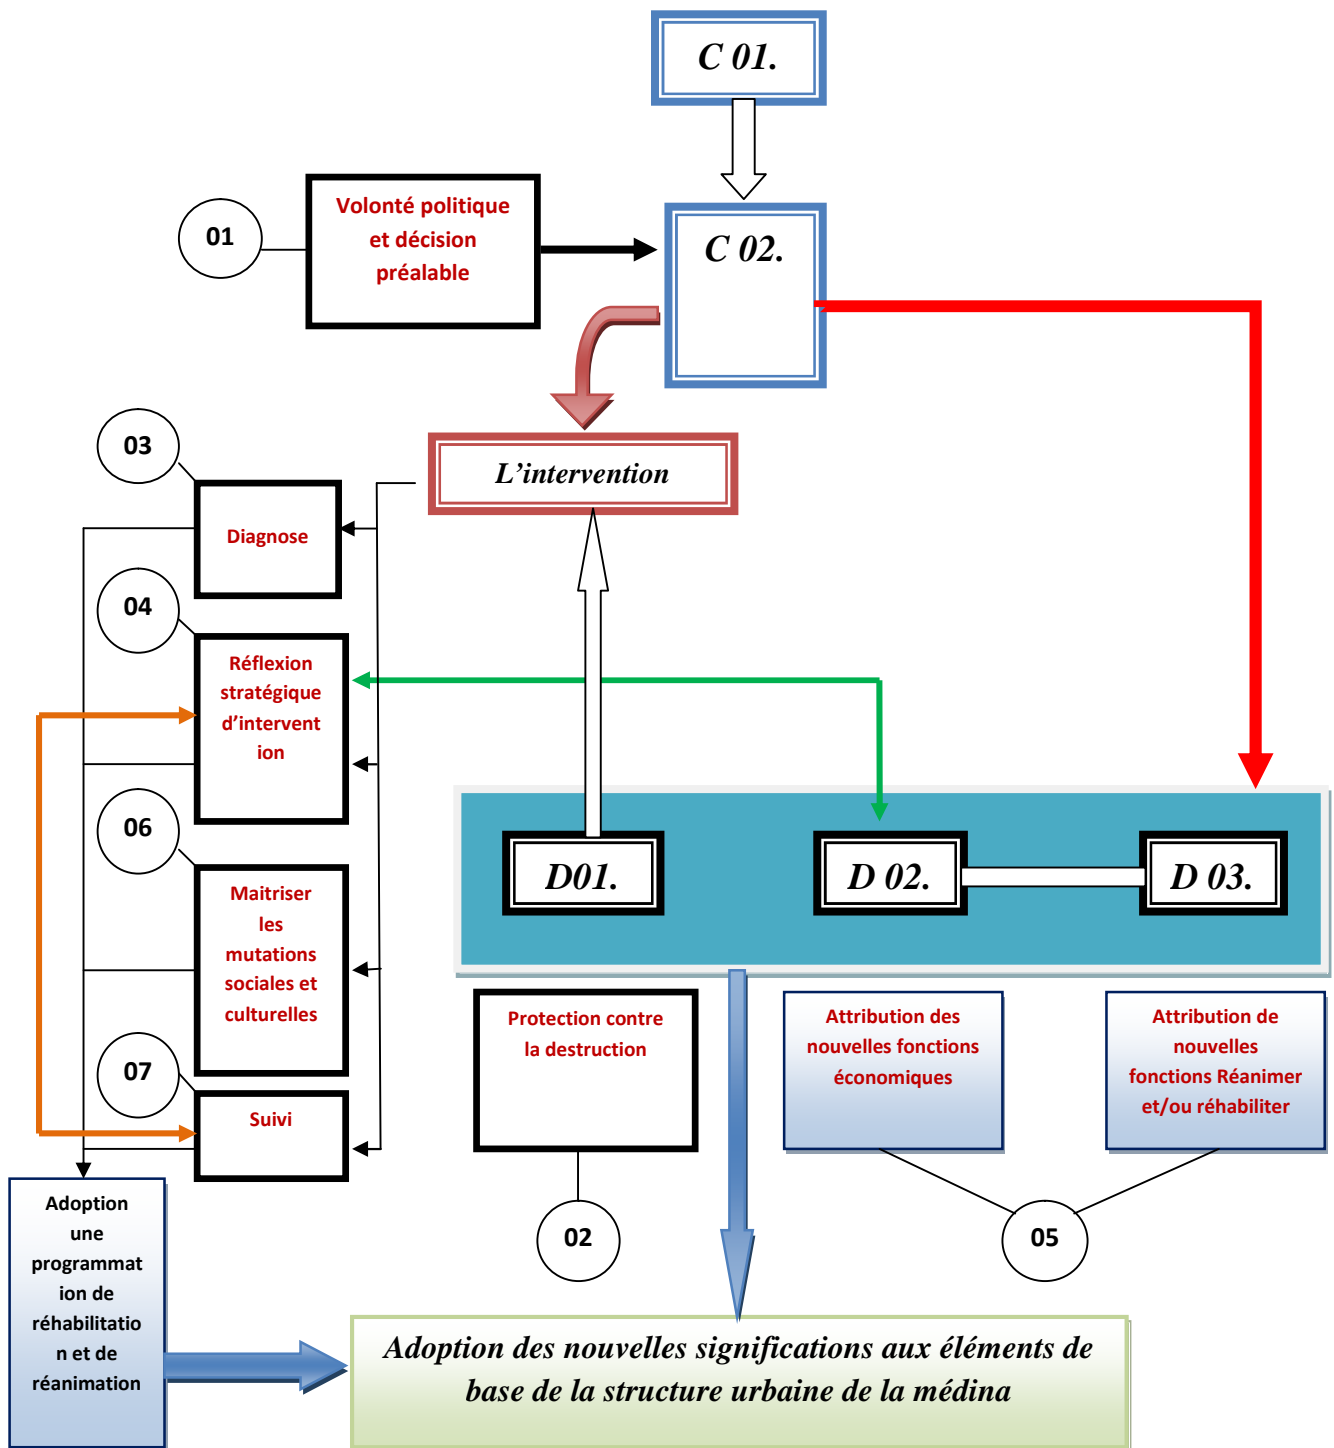 C 01.
01
Volonté politique
et décision
préalable
C 02.
03
L’intervention
Diagnose
04
Réflexion
stratégique
d’intervent
ion
06
D01.
D 02.
D 03.
Maitriser
les
mutations
sociales et
culturelles
07
Suivi
Protection contre
la destruction
Attribution des
nouvelles fonctions
économiques
Attribution de
nouvelles
fonctions Réanimer
et/ou réhabiliter
02
05
Adoption
une
programmat
ion de
réhabilitatio
n et de
réanimation
Adoption des nouvelles significations aux éléments de
base de la structure urbaine de la médina